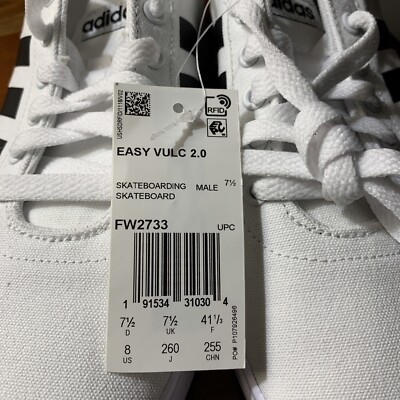 adidas
adidas
RFID
EASY VULC 2.0
SKATEBOARDING MALE 7½
SKATEBOARD
FW2733 UPC
1 91534 31030 4
7½ 7½ 41⅓
D UK F
8 260 255
US J CHN